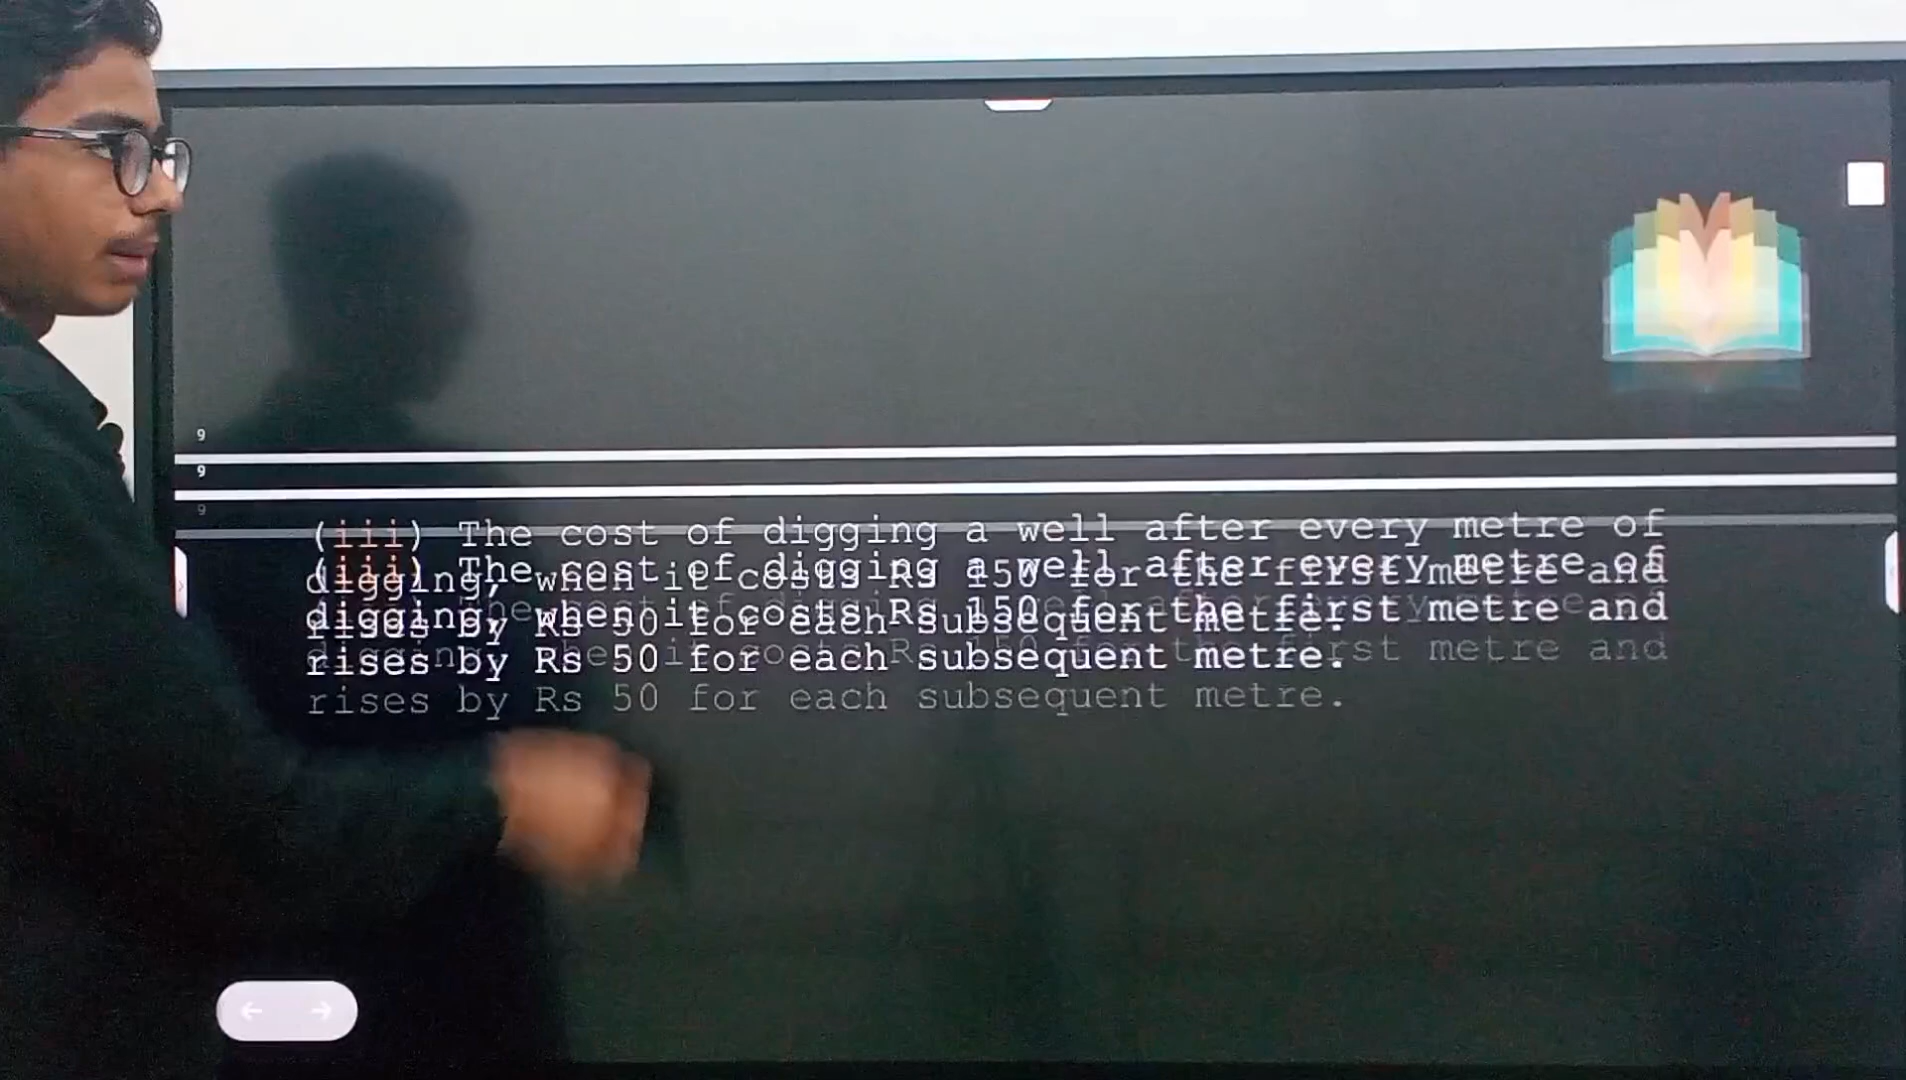 9
9
9
(iii) The cost of digging a well after every metre of
digging, when it costs Rs 150 for the first metre and
rises by Rs 50 for each subsequent metre.